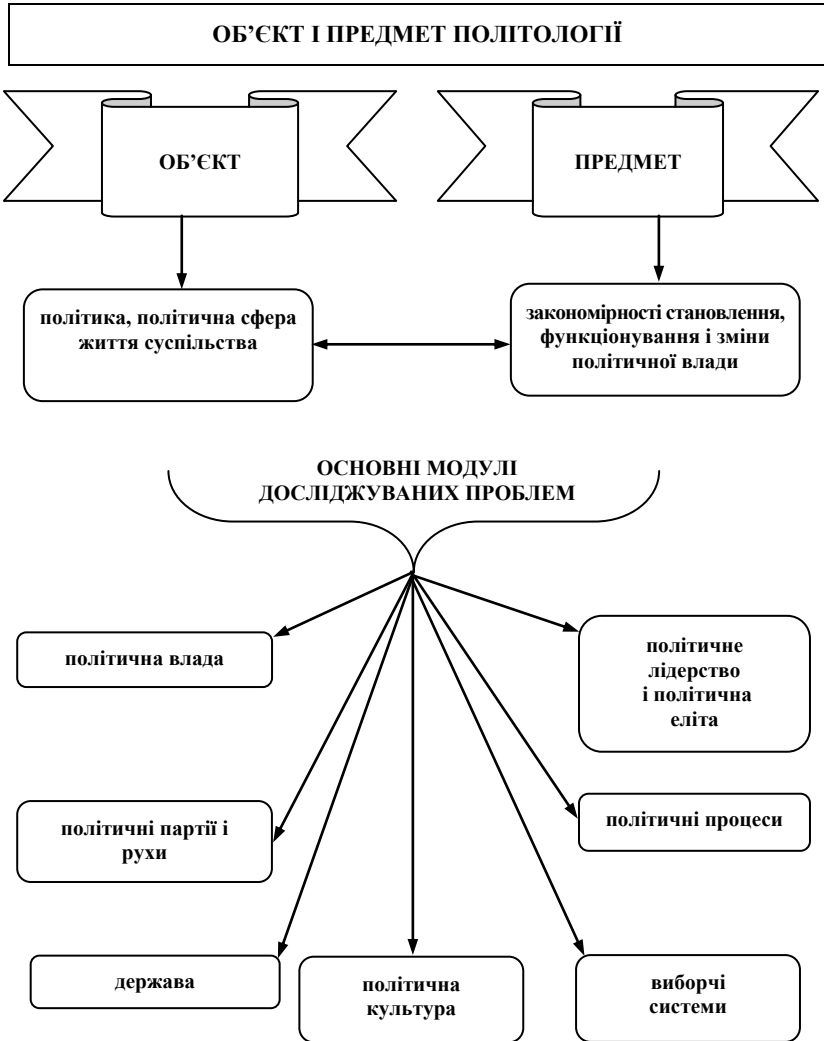 ОБ’ЄКТ І ПРЕДМЕТ ПОЛІТОЛОГІЇ
ОБ’ЄКТ
ПРЕДМЕТ
політика, політична сфера
життя суспільства
закономірності становлення,
функціонування і зміни
політичної влади
ОСНОВНІ МОДУЛІ
ДОСЛІДЖУВАНИХ ПРОБЛЕМ
політична влада
політичне
лідерство
і політична
еліта
політичні партії і
рухи
політичні процеси
держава
політична
культура
виборчі
системи